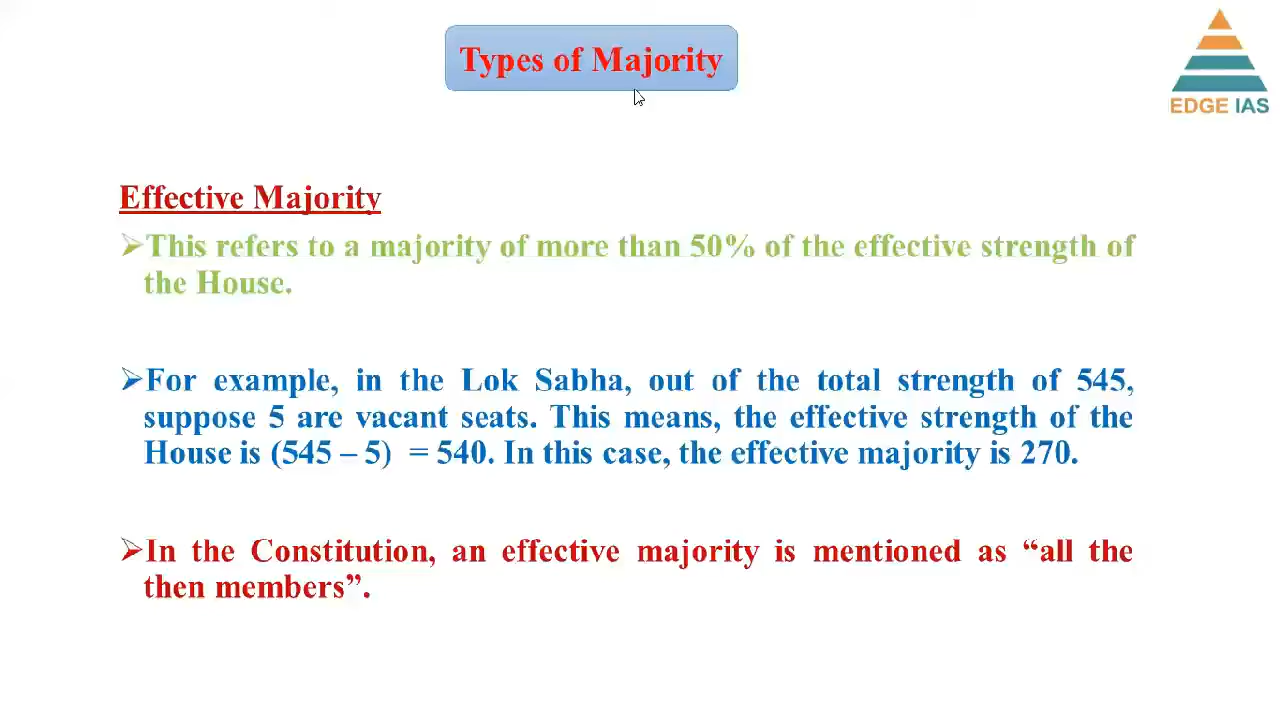 Types of Majority
EDGE IAS
Effective Majority
➢This refers to a majority of more than 50% of the effective strength of
the House.
➢For example, in the Lok Sabha, out of the total strength of 545,
suppose 5 are vacant seats. This means, the effective strength of the
House is (545 – 5) = 540. In this case, the effective majority is 270.
➢In the Constitution, an effective majority is mentioned as “all the
then members”.